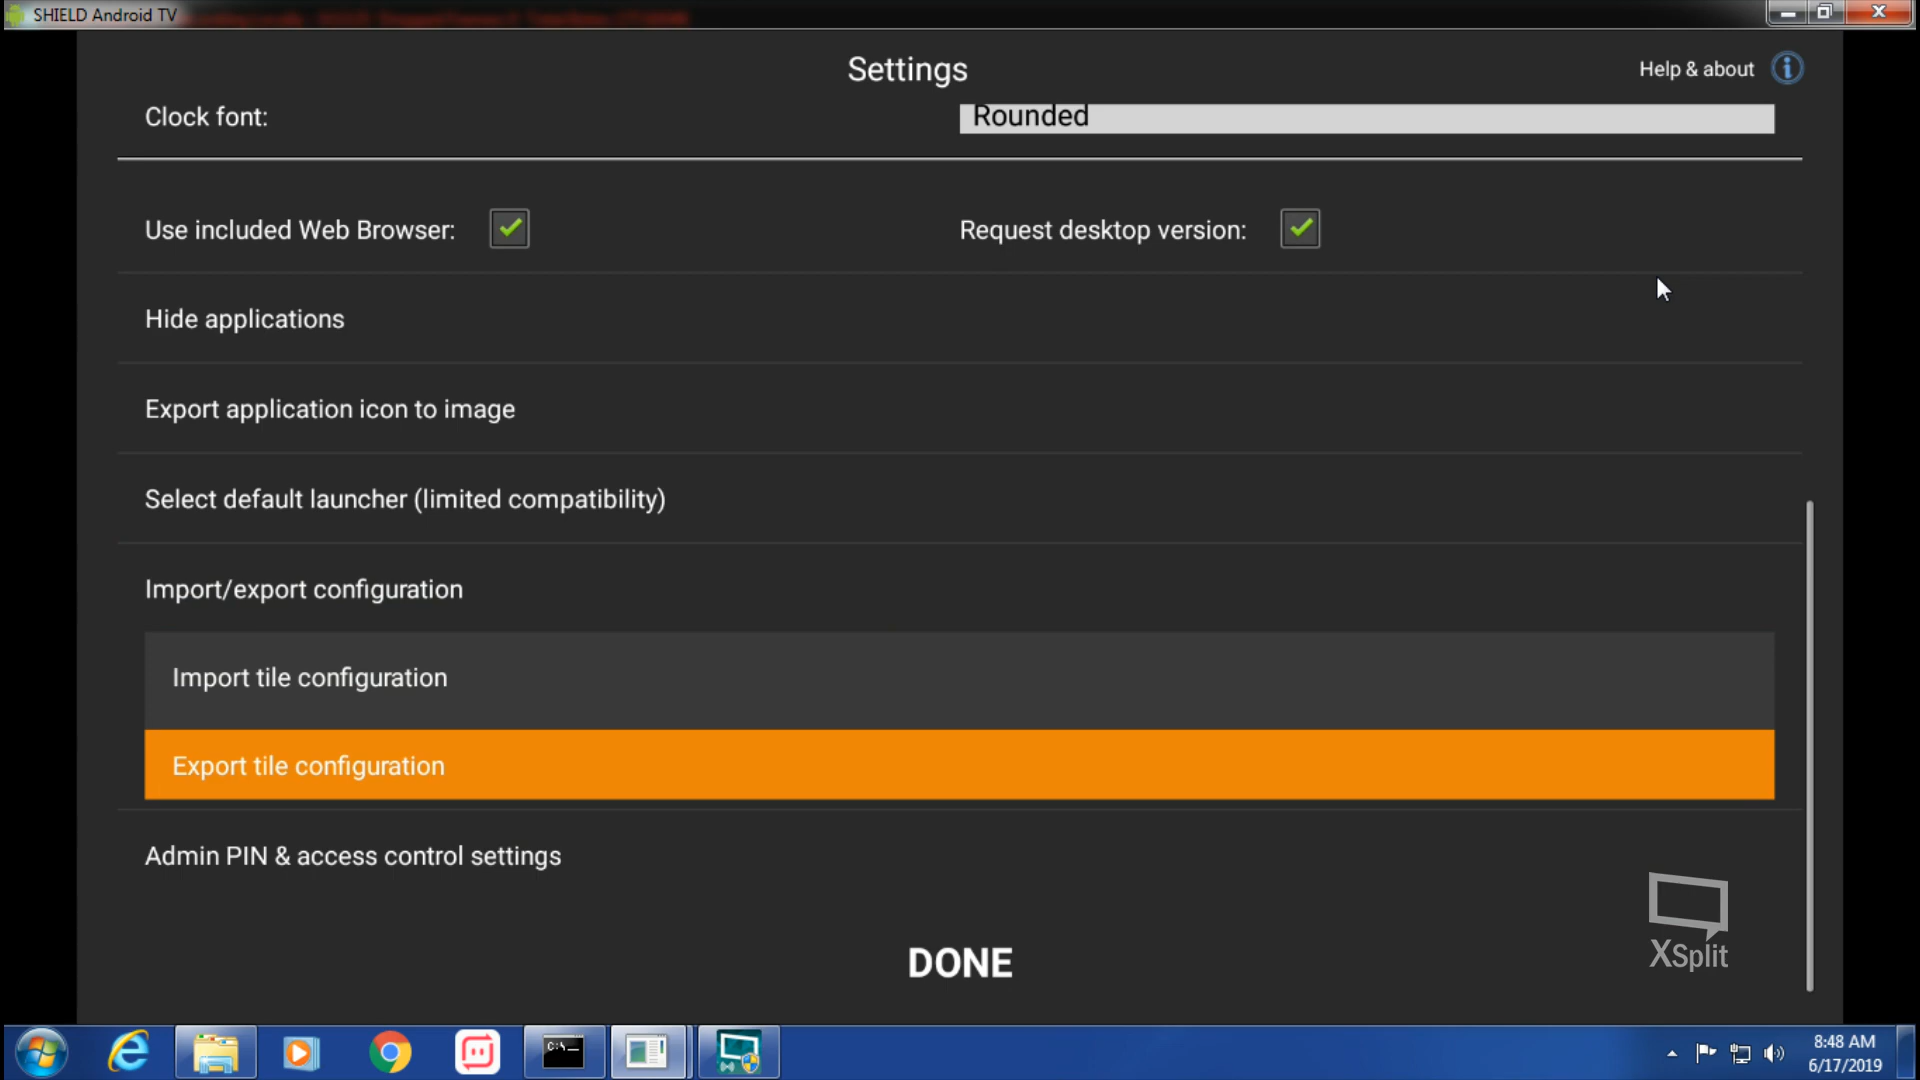 SHIELD Android TV
Settings
Help & about
Clock font:
Rounded
Use included Web Browser:
Request desktop version:
Hide applications
Export application icon to image
Select default launcher (limited compatibility)
Import/export configuration
Import tile configuration
Export tile configuration
Admin PIN & access control settings
XSplit
DONE
8:48 AM
6/17/2019